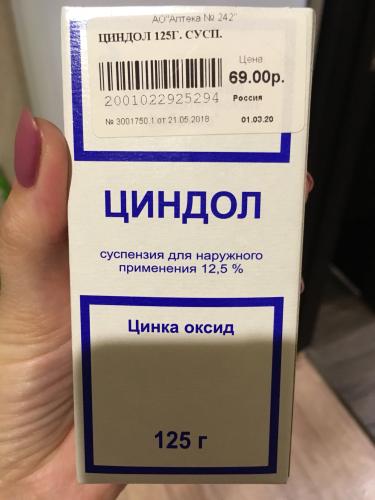 АО"Аптека № 242"
ЦИНДОЛ 125Г. СУСП.
Цена
69.00р.
2001022925294
Россия
№ 3001750.1 от 21.05.2018
01.03.20
ЦИНДОЛ
суспензия для наружного
применения 12,5 %
Цинка оксид
125 г